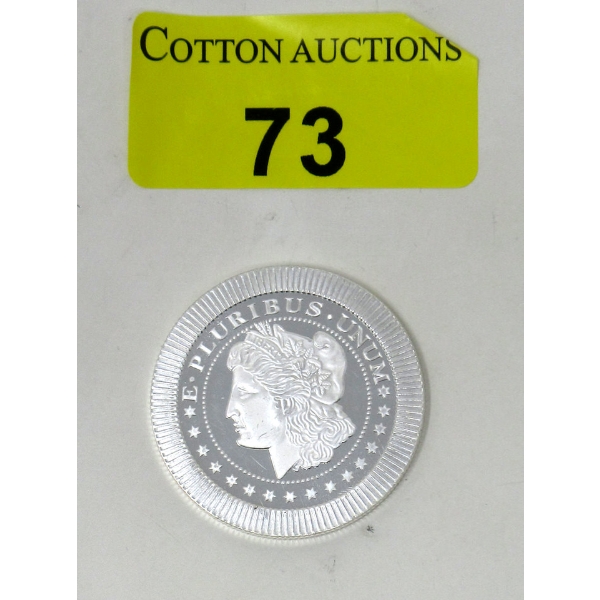 COTTON AUCTIONS
73
E · PLURIBUS · UNUM